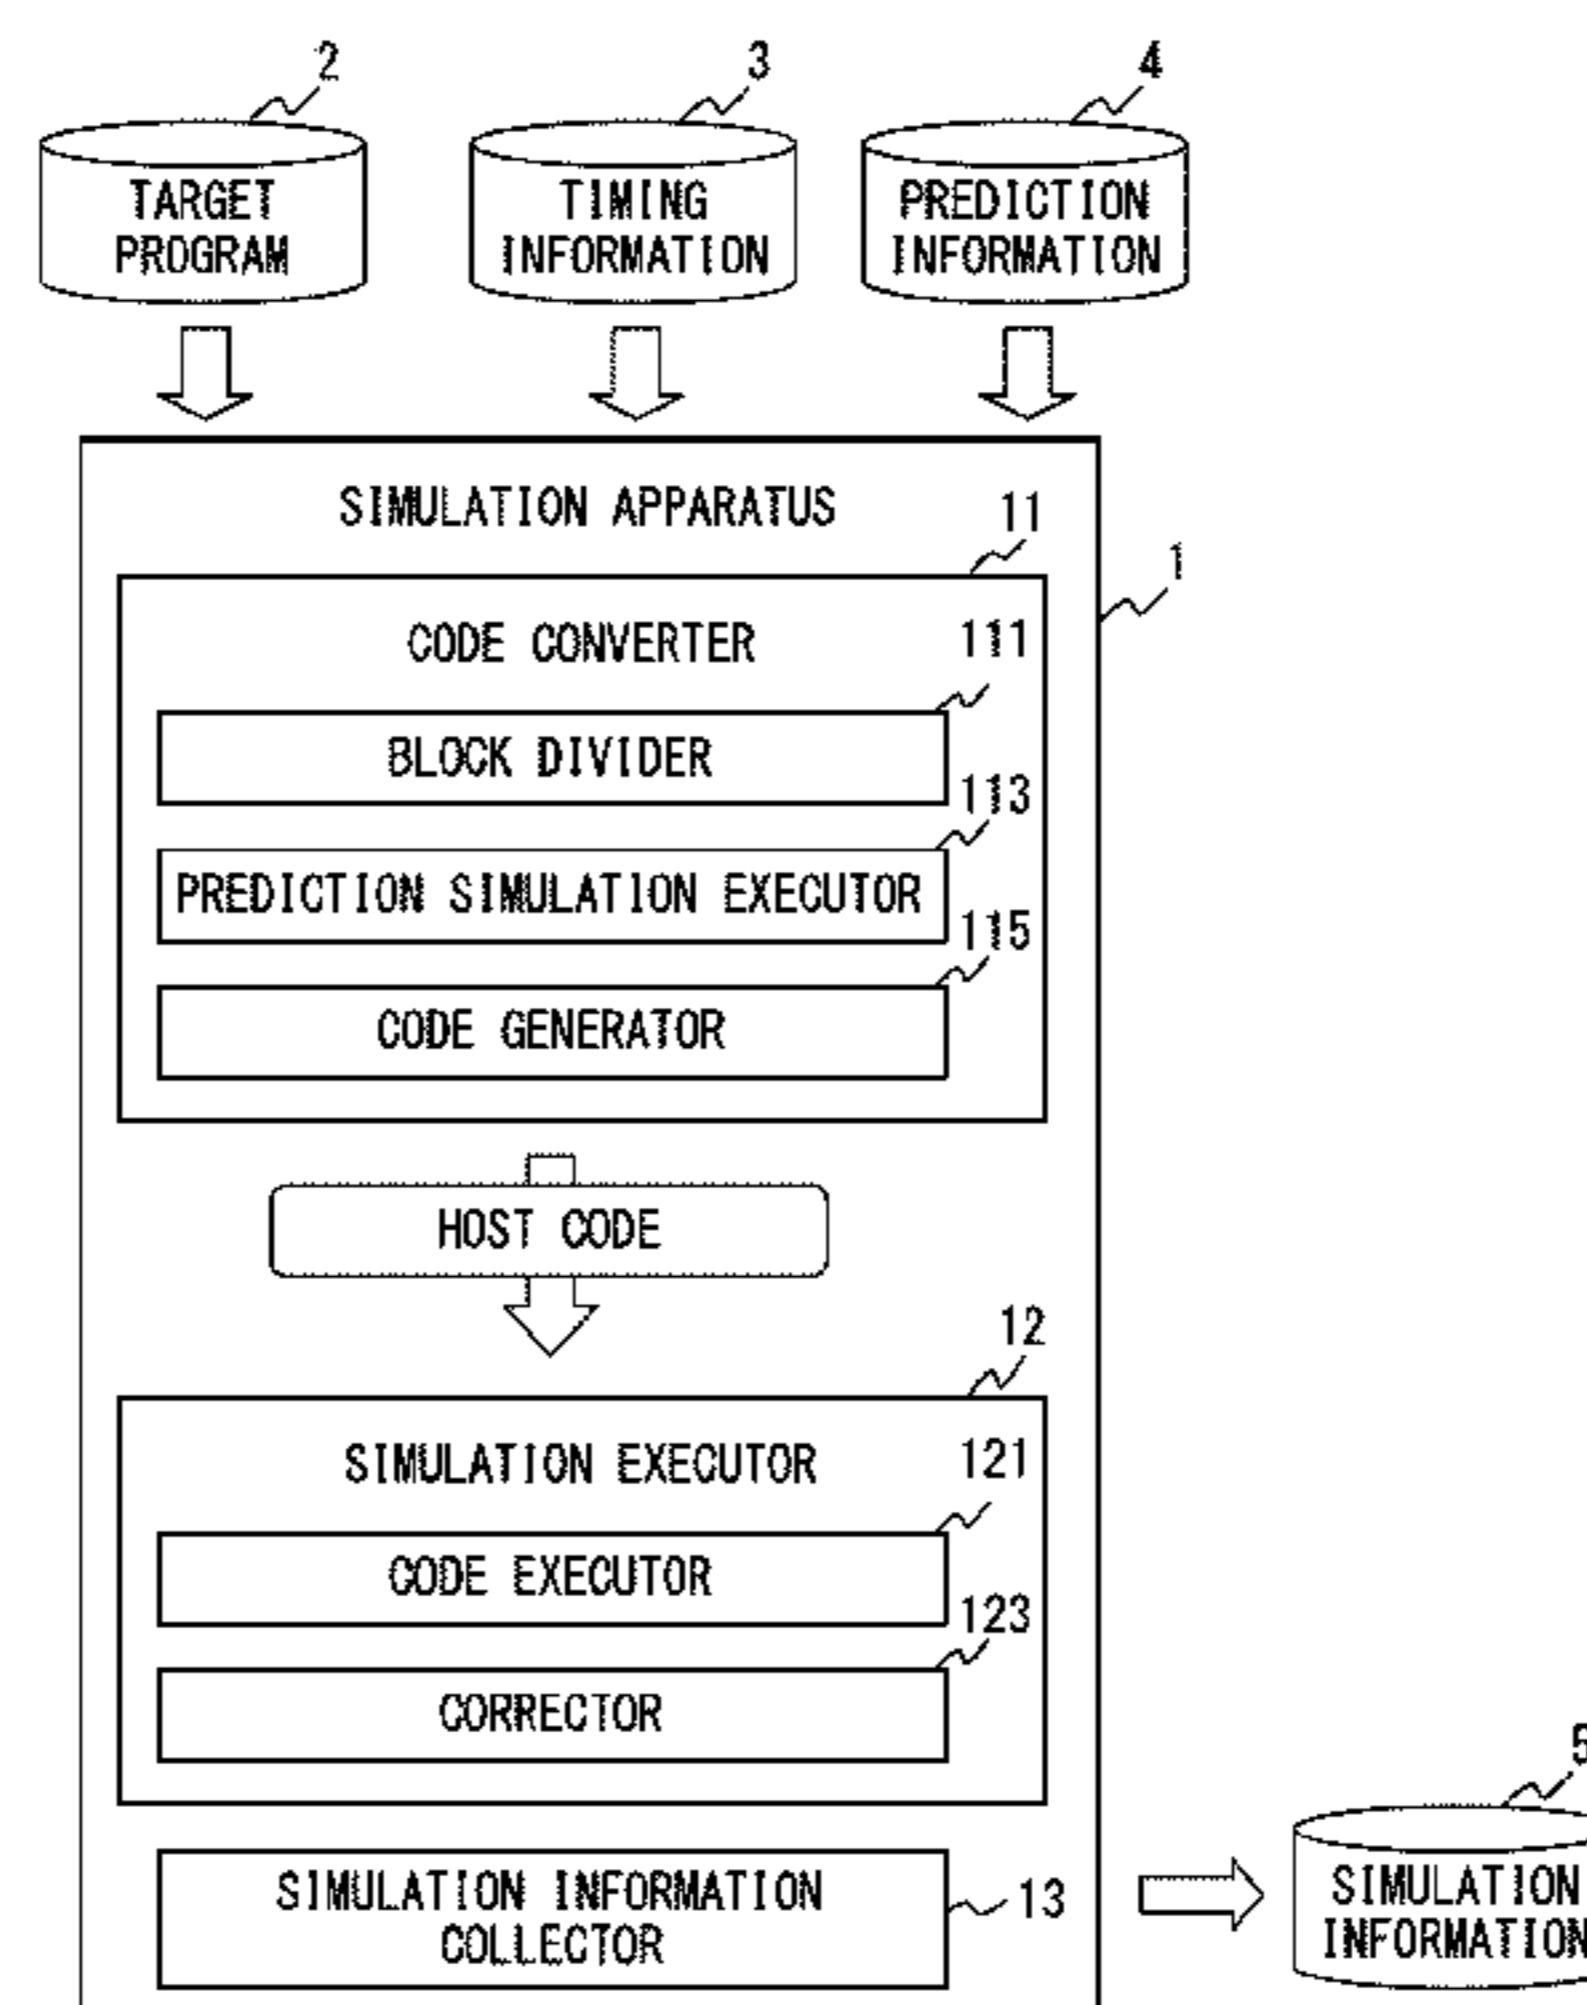 2
3
4
TARGET
PROGRAM
TIMING
INFORMATION
PREDICTION
INFORMATION
SIMULATION APPARATUS
11
1
CODE CONVERTER
111
BLOCK DIVIDER
113
PREDICTION SIMULATION EXECUTOR
115
CODE GENERATOR
HOST CODE
12
SIMULATION EXECUTOR
121
CODE EXECUTOR
123
CORRECTOR
5
SIMULATION INFORMATION
COLLECTOR
13
SIMULATION
INFORMATION